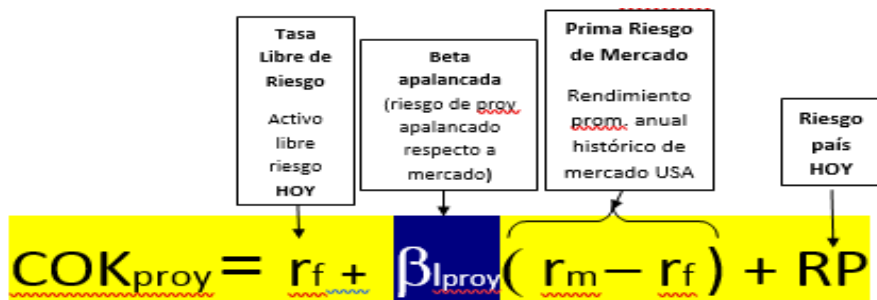 Tasa
Libre de
Riesgo
Activo
libre
riesgo
HOY
Beta
apalancada
(riesgo de proy
apalancado
respecto a
mercado)
Prima Riesgo
de Mercado
Rendimiento
prom. anual
histórico de
mercado USA
Riesgo
país
HOY
COKproy = rf + βlproy( rm – rf ) + RP